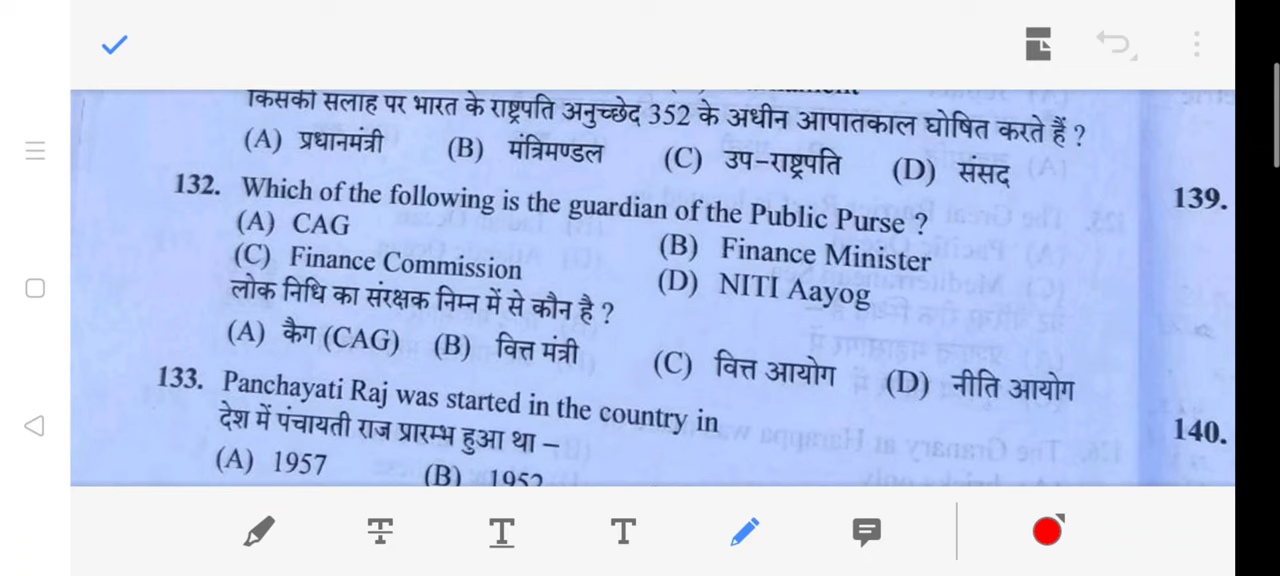 किसकी सलाह पर भारत के राष्ट्रपति अनुच्छेद 352 के अधीन आपातकाल घोषित करते हैं ?
(A) प्रधानमंत्री (B) मंत्रिमण्डल (C) उप-राष्ट्रपति (D) संसद
132. Which of the following is the guardian of the Public Purse ?
(A) CAG (B) Finance Minister
(C) Finance Commission (D) NITI Aayog
लोक निधि का संरक्षक निम्न में से कौन है ?
(A) कैग (CAG) (B) वित्त मंत्री (C) वित्त आयोग (D) नीति आयोग
133. Panchayati Raj was started in the country in
देश में पंचायती राज प्रारम्भ हुआ था –
(A) 1957 (B) 1952
139.
140.